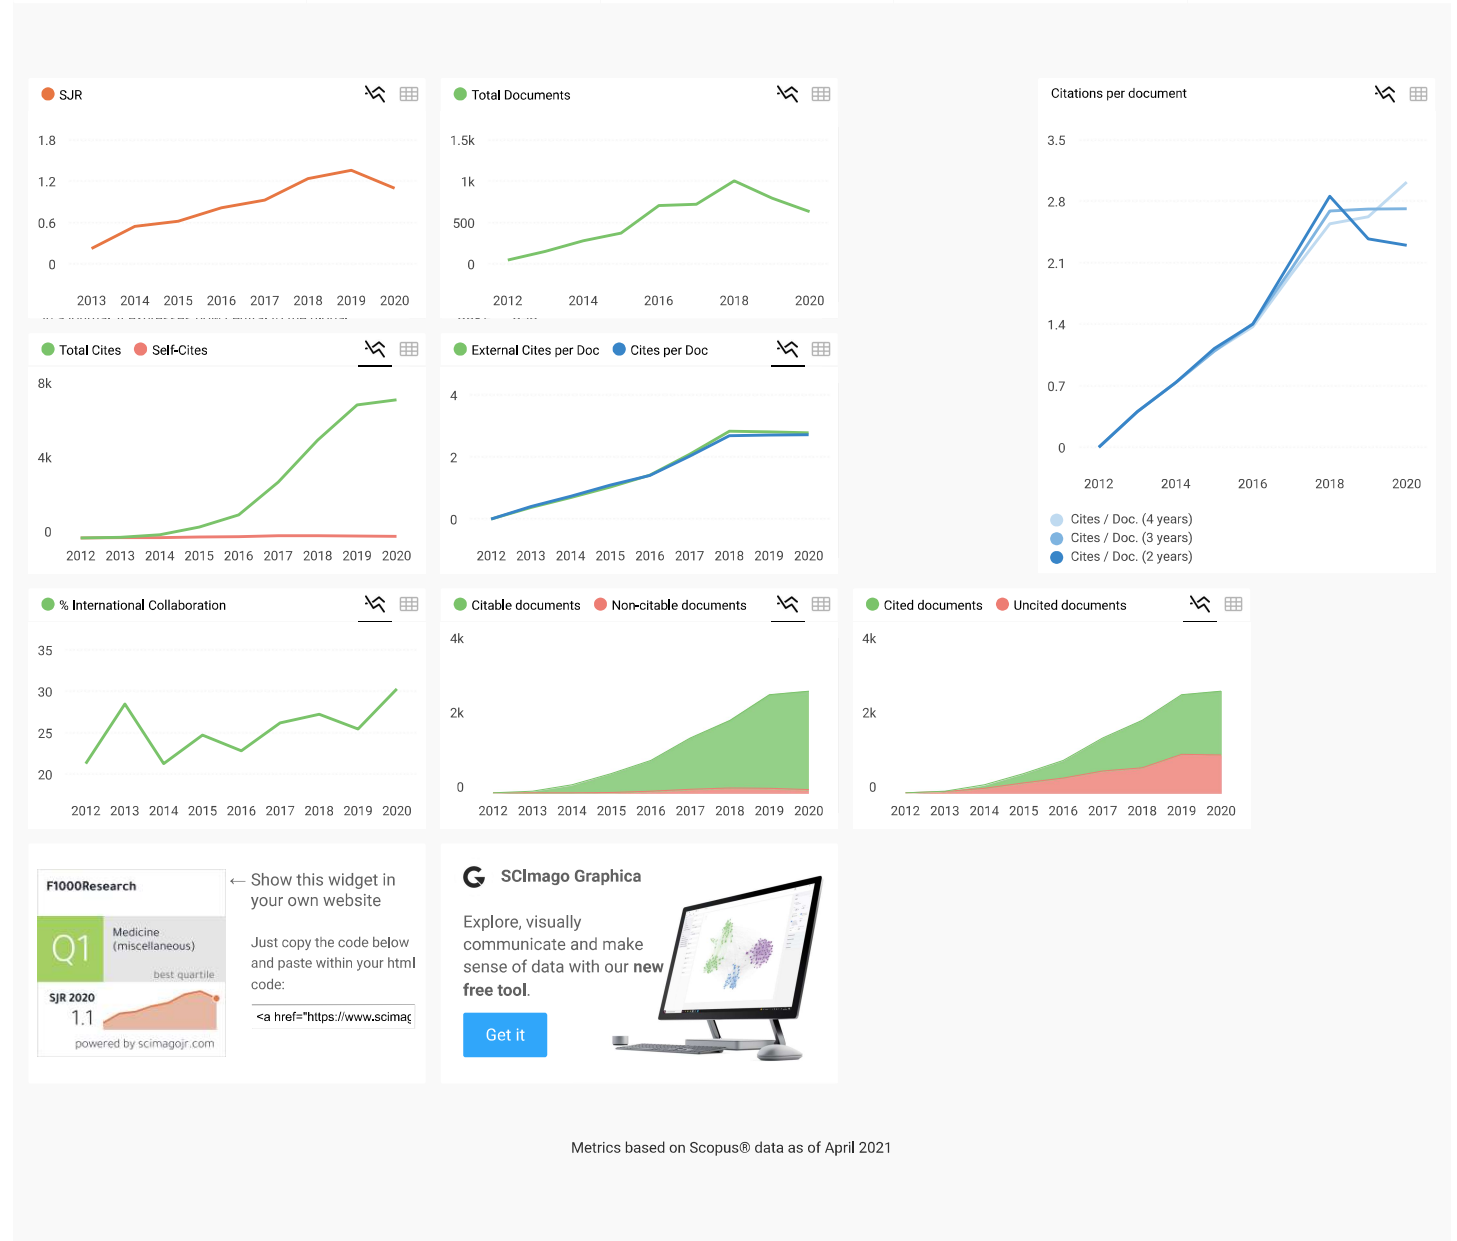 SJR
1.8
1.2
0.6
0
2013 2014 2015 2016 2017 2018 2019 2020
Total Documents
1.5k
1k
500
0
2012 2014 2016 2018 2020
Citations per document
3.5
2.8
2.1
1.4
0.7
0
2012 2014 2016 2018 2020
Cites / Doc. (4 years)
Cites / Doc. (3 years)
Cites / Doc. (2 years)
Total Cites Self-Cites
8k
4k
0
2012 2013 2014 2015 2016 2017 2018 2019 2020
External Cites per Doc Cites per Doc
4
2
0
2012 2013 2014 2015 2016 2017 2018 2019 2020
% International Collaboration
35
30
25
20
2012 2013 2014 2015 2016 2017 2018 2019 2020
Citable documents Non-citable documents
4k
2k
0
2012 2013 2014 2015 2016 2017 2018 2019 2020
Cited documents Uncited documents
4k
2k
0
2012 2013 2014 2015 2016 2017 2018 2019 2020
F1000Research
Q1
Medicine
(miscellaneous)
best quartile
SJR 2020
1.1
powered by scimagojr.com
← Show this widget in
your own website
Just copy the code below
and paste within your html
code:
<a href="https://www.scimag
SCImago Graphica
Explore, visually
communicate and make
sense of data with our new
free tool.
Get it
Metrics based on Scopus® data as of April 2021